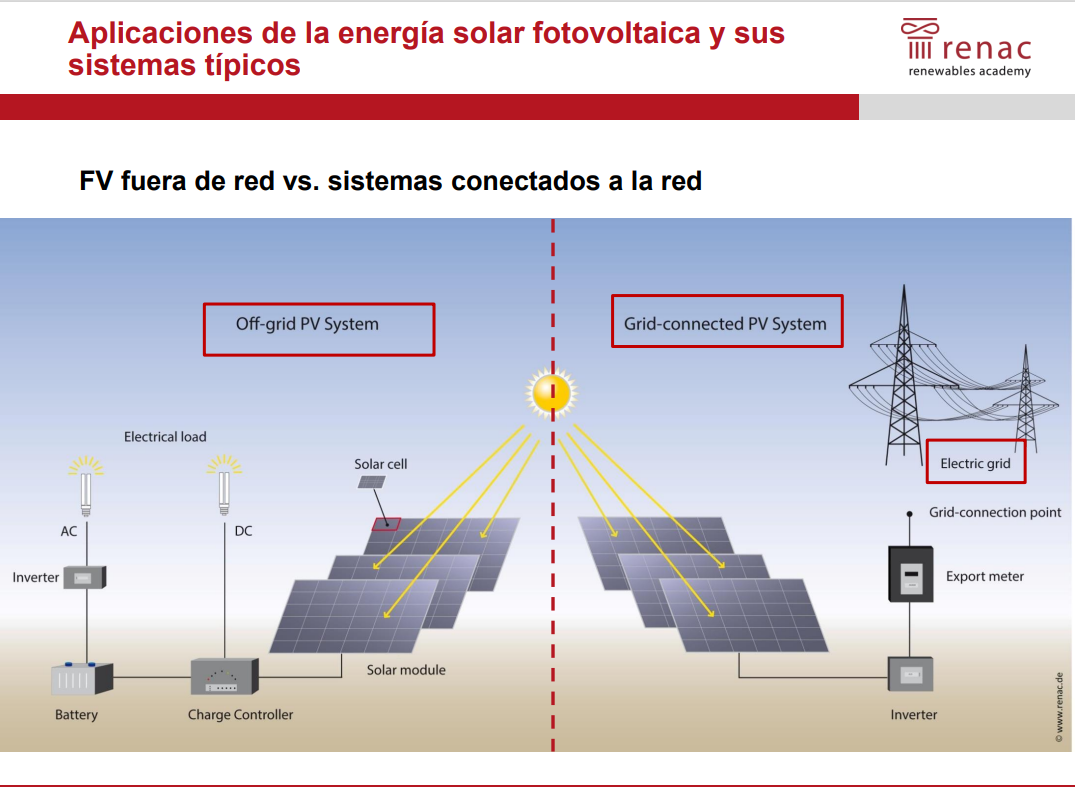 Aplicaciones de la energía solar fotovoltaica y sus
sistemas típicos
renac
renewables academy
FV fuera de red vs. sistemas conectados a la red
Off-grid PV System
Grid-connected PV System
Electrical load
Solar cell
Electric grid
AC
DC
Grid-connection point
Inverter
Export meter
Solar module
Battery
Charge Controller
Inverter
© www.renac.de